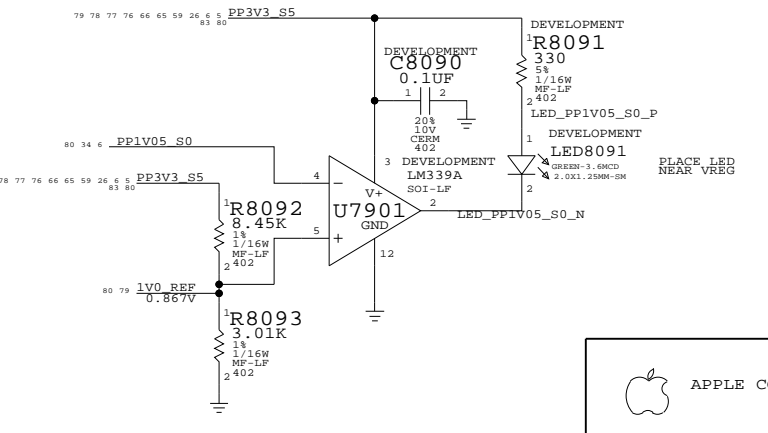 79 78 77 76 66 65 59 26 6 5 PP3V3_S5
83 80
DEVELOPMENT
C8090
0.1UF
1 2
20%
10V
CERM
402
DEVELOPMENT
1
R8091
330
5%
1/16W
MF-LF
402
2
LED_PP1V05_S0_P
DEVELOPMENT
1
LED8091
GREEN-3.6MCD
2.0X1.25MM-SM
2
PLACE LED
NEAR VREG
80 34 6 PP1V05_S0
78 77 76 66 65 59 26 6 5 PP3V3_S5
83 80
3 DEVELOPMENT
LM339A
SOI-LF
4
V+
U7901
GND
5
2
12
LED_PP1V05_S0_N
1
R8092
8.45K
1%
1/16W
MF-LF
402
2
80 79 1V0_REF
0.867V
1
R8093
3.01K
1%
1/16W
MF-LF
402
2
APPLE C